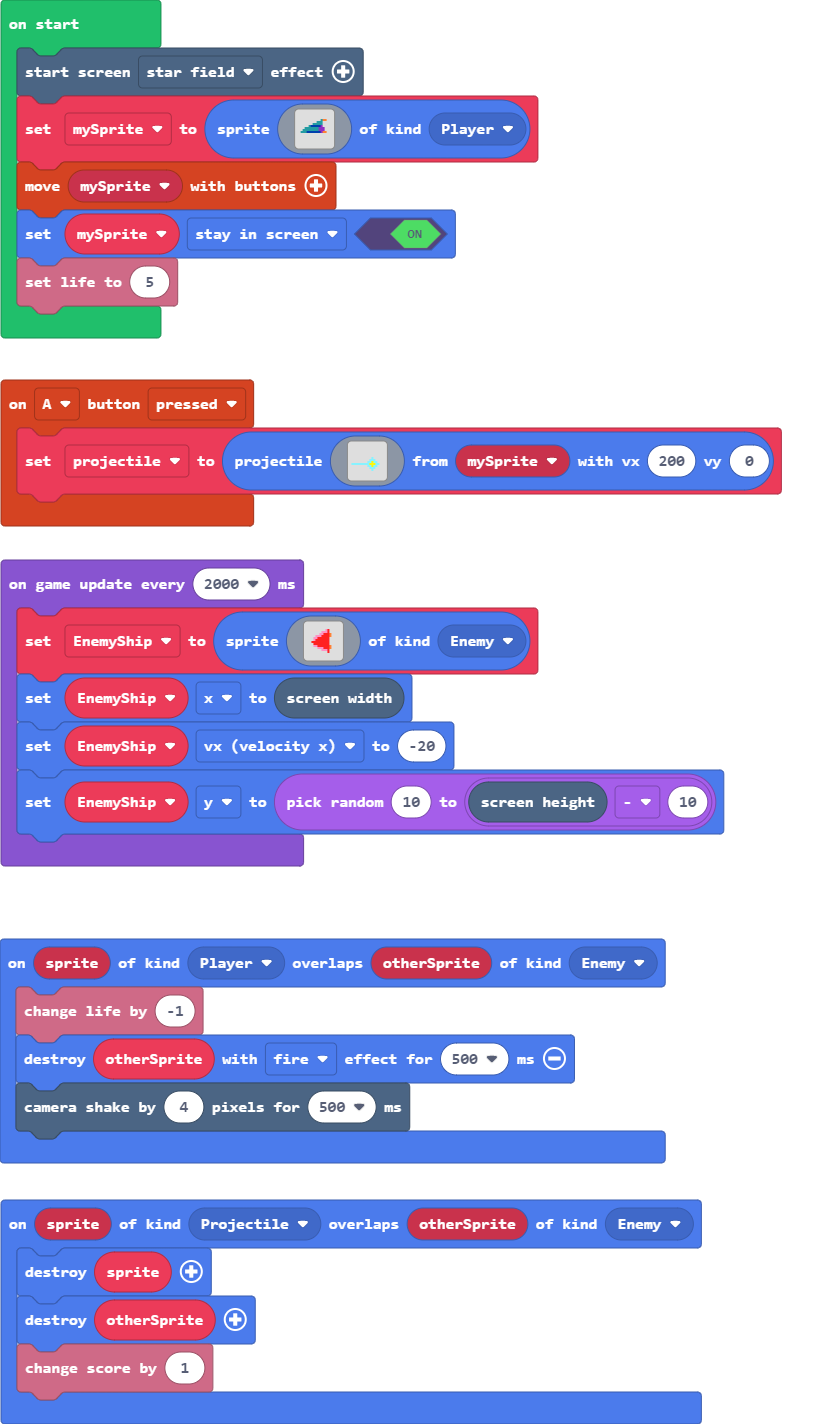 on start
start screen star field effect
set mySprite to sprite of kind Player
move mySprite with buttons
set mySprite stay in screen ON
set life to 5
on A button pressed
set projectile to projectile from mySprite with vx 200 vy 0
on game update every 2000 ms
set EnemyShip to sprite of kind Enemy
set EnemyShip x to screen width
set EnemyShip vx (velocity x) to -20
set EnemyShip y to pick random 10 to screen height - 10
on sprite of kind Player overlaps otherSprite of kind Enemy
change life by -1
destroy otherSprite with fire effect for 500 ms
camera shake by 4 pixels for 500 ms
on sprite of kind Projectile overlaps otherSprite of kind Enemy
destroy sprite
destroy otherSprite
change score by 1